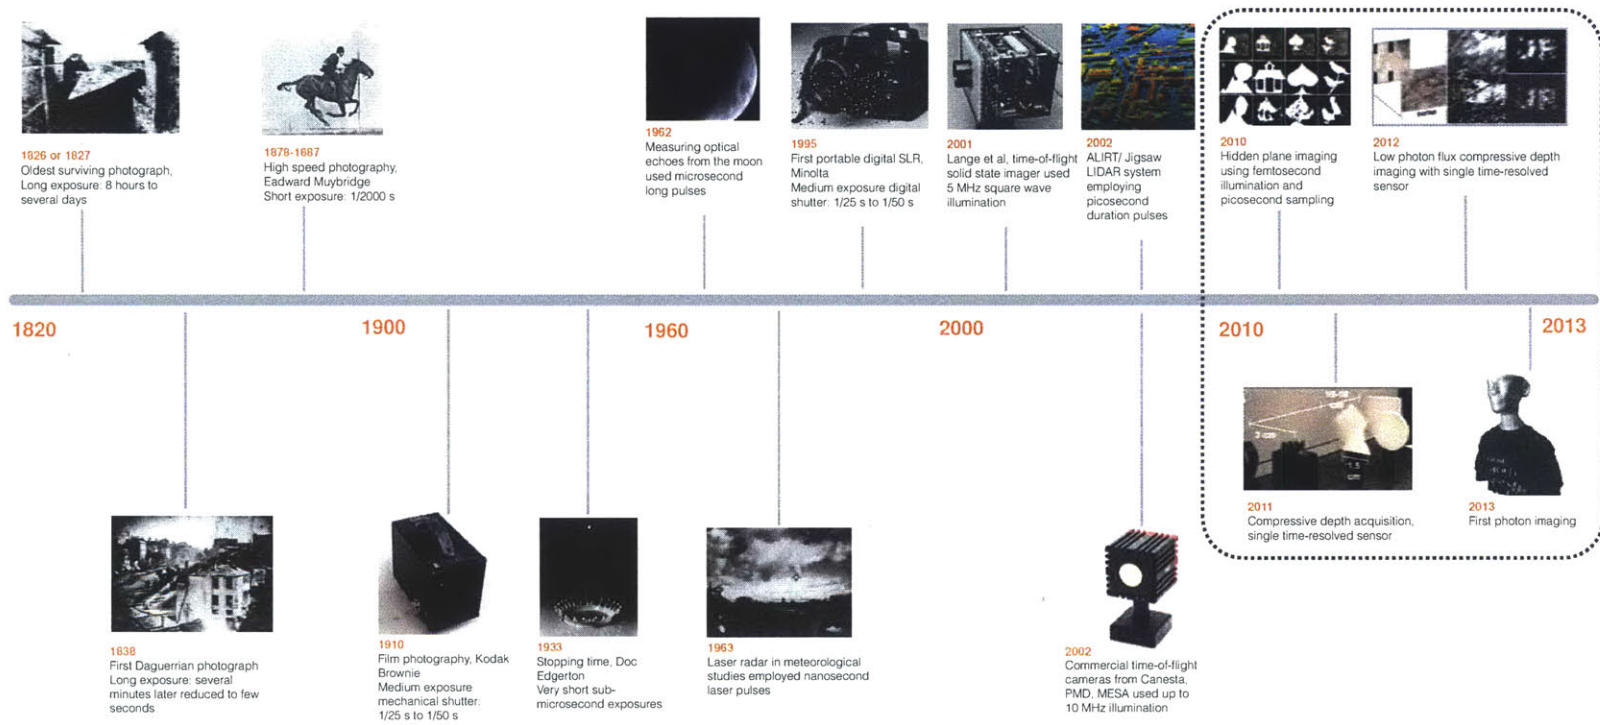 1826 or 1827
Oldest surviving photograph,
Long exposure: 8 hours to
several days
1878-1887
High speed photography,
Eadward Muybridge
Short exposure: 1/2000 s
1962
Measuring optical
echoes from the moon
used microsecond
long pulses
1995
First portable digital SLR,
Minolta
Medium exposure digital
shutter: 1/25 s to 1/50 s
2001
Lange et al, time-of-flight
solid state imager used
5 MHz square wave
illumination
2002
ALIRT/ Jigsaw
LIDAR system
employing
picosecond
duration pulses
2010
Hidden plane imaging
using femtosecond
illumination and
picosecond sampling
2012
Low photon flux compressive depth
imaging with single time-resolved
sensor
1820
1900
1960
2000
2010
2013
1838
First Daguerrian photograph
Long exposure: several
minutes later reduced to few
seconds
1910
Film photography, Kodak
Brownie
Medium exposure
mechanical shutter:
1/25 s to 1/50 s
1933
Stopping time, Doc
Edgerton
Very short sub-
microsecond exposures
1963
Laser radar in meteorological
studies employed nanosecond
laser pulses
2002
Commercial time-of-flight
cameras from Canesta,
PMD, MESA used up to
10 MHz illumination
3 cm
1.5
cm
2011
Compressive depth acquisition,
single time-resolved sensor
2013
First photon imaging